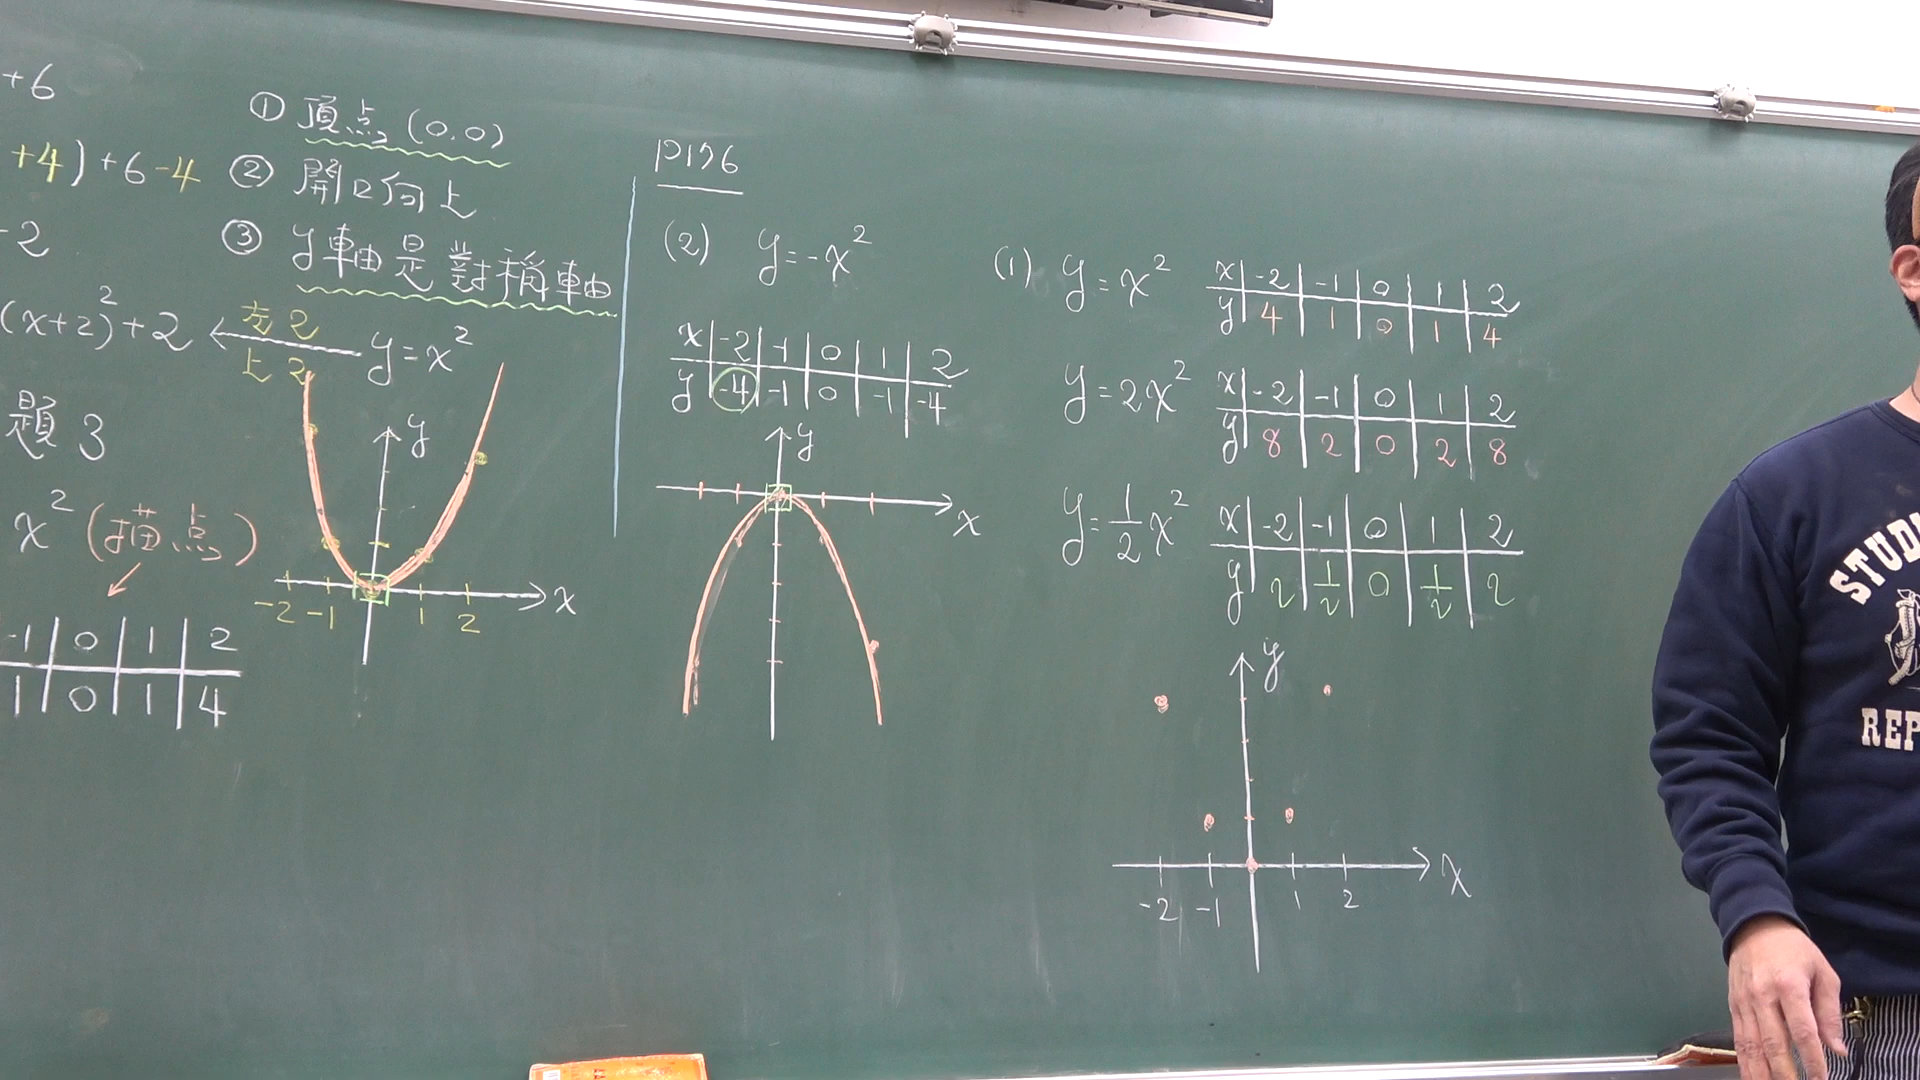 +6
+4)+6-4
-2
(x+2)²+2 ← 左2 上2 y=x²
題3
x²(描点)
-1 0 1 2
1 0 1 4
① 頂点(0,0)
② 開口向上
③ y軸是對稱軸
y
x
-2 -1 1 2
P176
(2) y=-x²
x -2 -1 0 1 2
y -4 -1 0 -1 -4
y
x
(1) y=x²
x -2 -1 0 1 2
y 4 1 0 1 4
y=2x²
x -2 -1 0 1 2
y 8 2 0 2 8
y=1/2x²
x -2 -1 0 1 2
y 2 1/2 0 1/2 2
y
x
-2 -1 1 2
STUD
REP